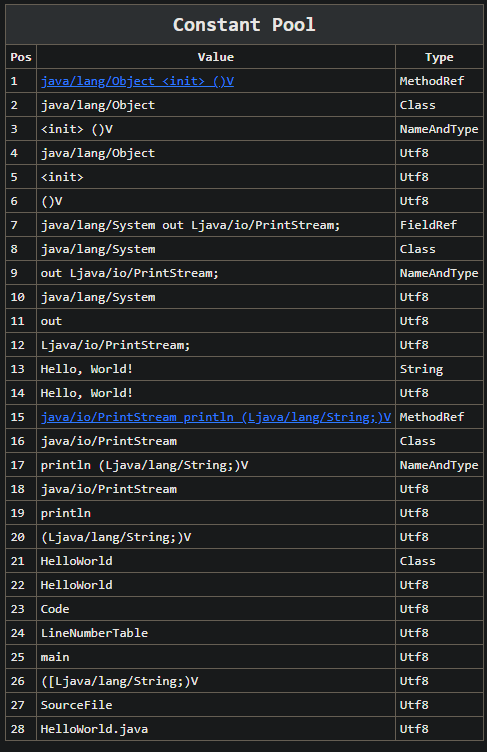 Constant Pool
Pos Value Type
1 java/lang/Object <init> ()V MethodRef
2 java/lang/Object Class
3 <init> ()V NameAndType
4 java/lang/Object Utf8
5 <init> Utf8
6 ()V Utf8
7 java/lang/System out Ljava/io/PrintStream; FieldRef
8 java/lang/System Class
9 out Ljava/io/PrintStream; NameAndType
10 java/lang/System Utf8
11 out Utf8
12 Ljava/io/PrintStream; Utf8
13 Hello, World! String
14 Hello, World! Utf8
15 java/io/PrintStream println (Ljava/lang/String;)V MethodRef
16 java/io/PrintStream Class
17 println (Ljava/lang/String;)V NameAndType
18 java/io/PrintStream Utf8
19 println Utf8
20 (Ljava/lang/String;)V Utf8
21 HelloWorld Class
22 HelloWorld Utf8
23 Code Utf8
24 LineNumberTable Utf8
25 main Utf8
26 ([Ljava/lang/String;)V Utf8
27 SourceFile Utf8
28 HelloWorld.java Utf8